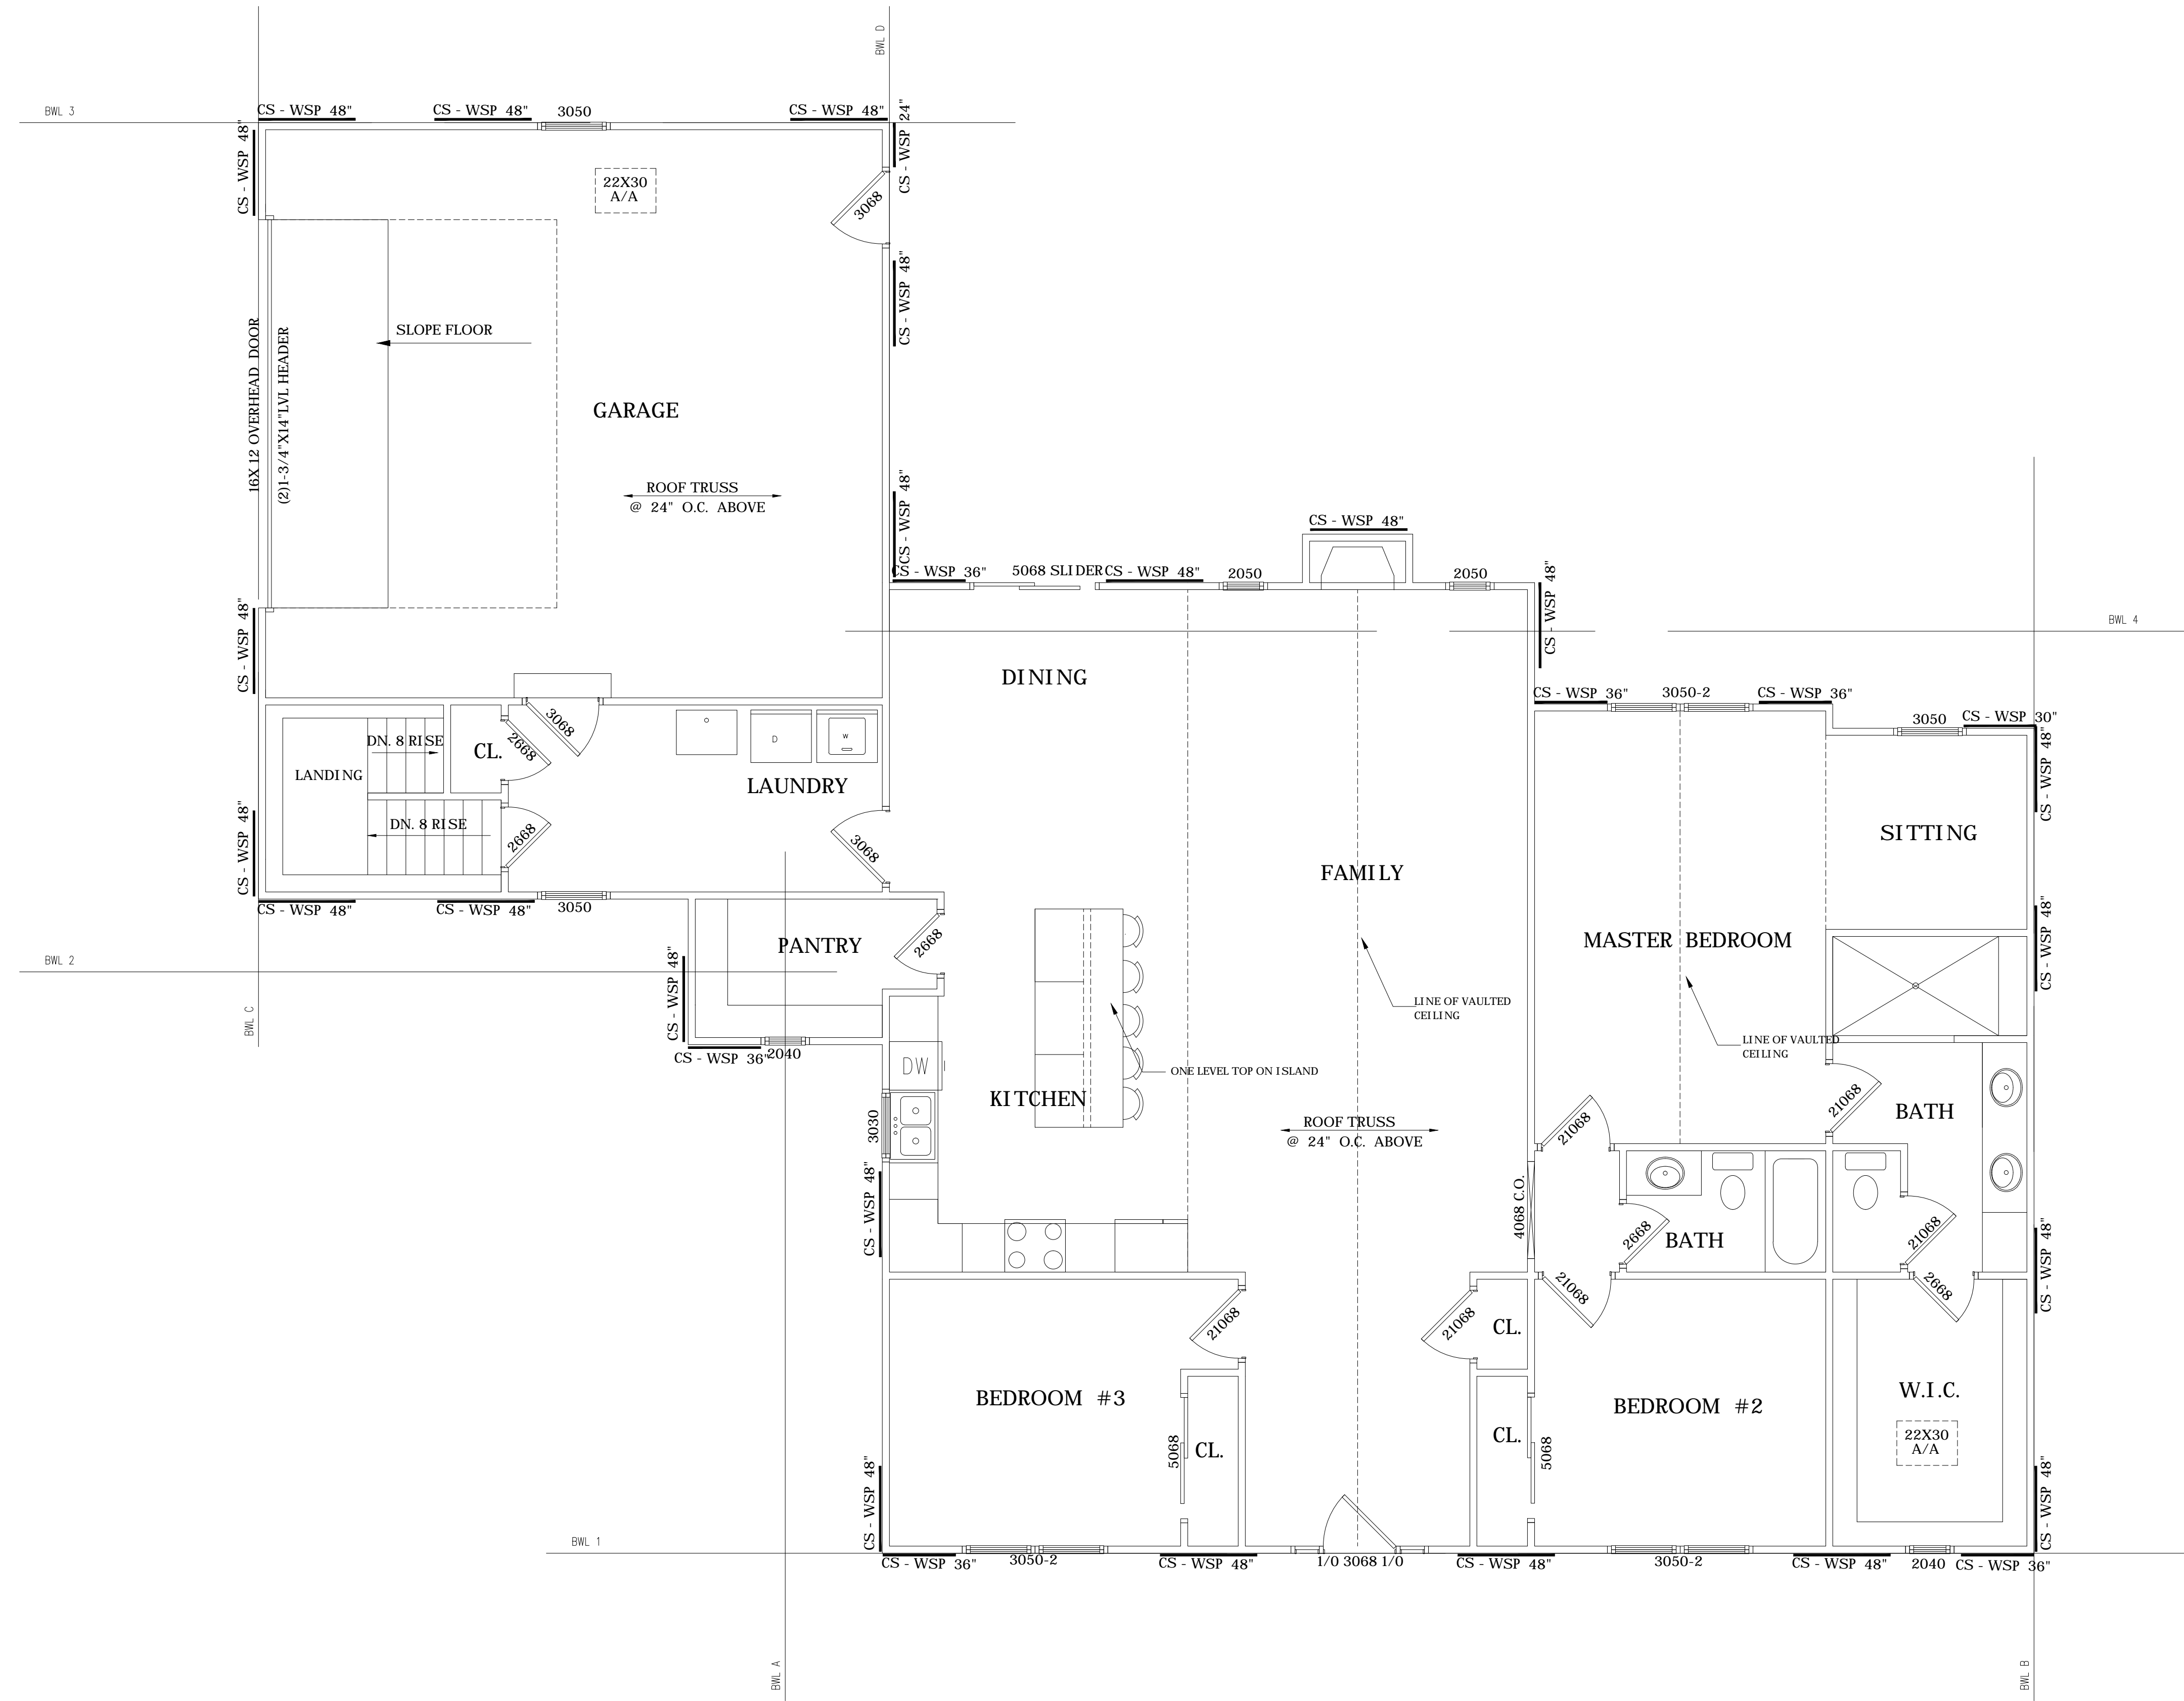 BWL D
BWL 3
CS - WSP 48"
CS - WSP 48"
3050
CS - WSP 48"
CS - WSP 24"
CS - WSP 48"
22X30
A/A
3068
CS - WSP 48"
16X 12 OVERHEAD DOOR
(2)1-3/4"X14"LVL HEADER
SLOPE FLOOR
GARAGE
ROOF TRUSS
@ 24" O.C. ABOVE
CS - WSP 48"
CS - WSP 48"
CS - WSP 36"
5068 SLIDER
CS - WSP 48"
2050
CS - WSP 48"
2050
CS - WSP 48"
BWL 4
CS - WSP 48"
DINING
CS - WSP 36"
3050-2
CS - WSP 36"
3050
CS - WSP 30"
CS - WSP 48"
DN. 8 RISE
CL.
2668
3068
D
W
LANDING
LAUNDRY
DN. 8 RISE
2668
3068
CS - WSP 48"
SITTING
FAMILY
CS - WSP 48"
CS - WSP 48"
3050
CS - WSP 48"
PANTRY
2668
MASTER BEDROOM
BWL 2
CS - WSP 48"
BWL C
LINE OF VAULTED
CEILING
LINE OF VAULTED
CEILING
CS - WSP 36"
2040
DW
ONE LEVEL TOP ON ISLAND
KITCHEN
3030
ROOF TRUSS
@ 24" O.C. ABOVE
21068
21068
BATH
CS - WSP 48"
4068 C.O.
2668
BATH
21068
CS - WSP 48"
21068
2668
21068
21068
CL.
BEDROOM #3
BEDROOM #2
W.I.C.
5068
CL.
CL.
5068
22X30
A/A
CS - WSP 48"
CS - WSP 48"
BWL 1
CS - WSP 36"
3050-2
CS - WSP 48"
1/0 3068 1/0
CS - WSP 48"
3050-2
CS - WSP 48"
2040
CS - WSP 36"
BWL A
BWL B